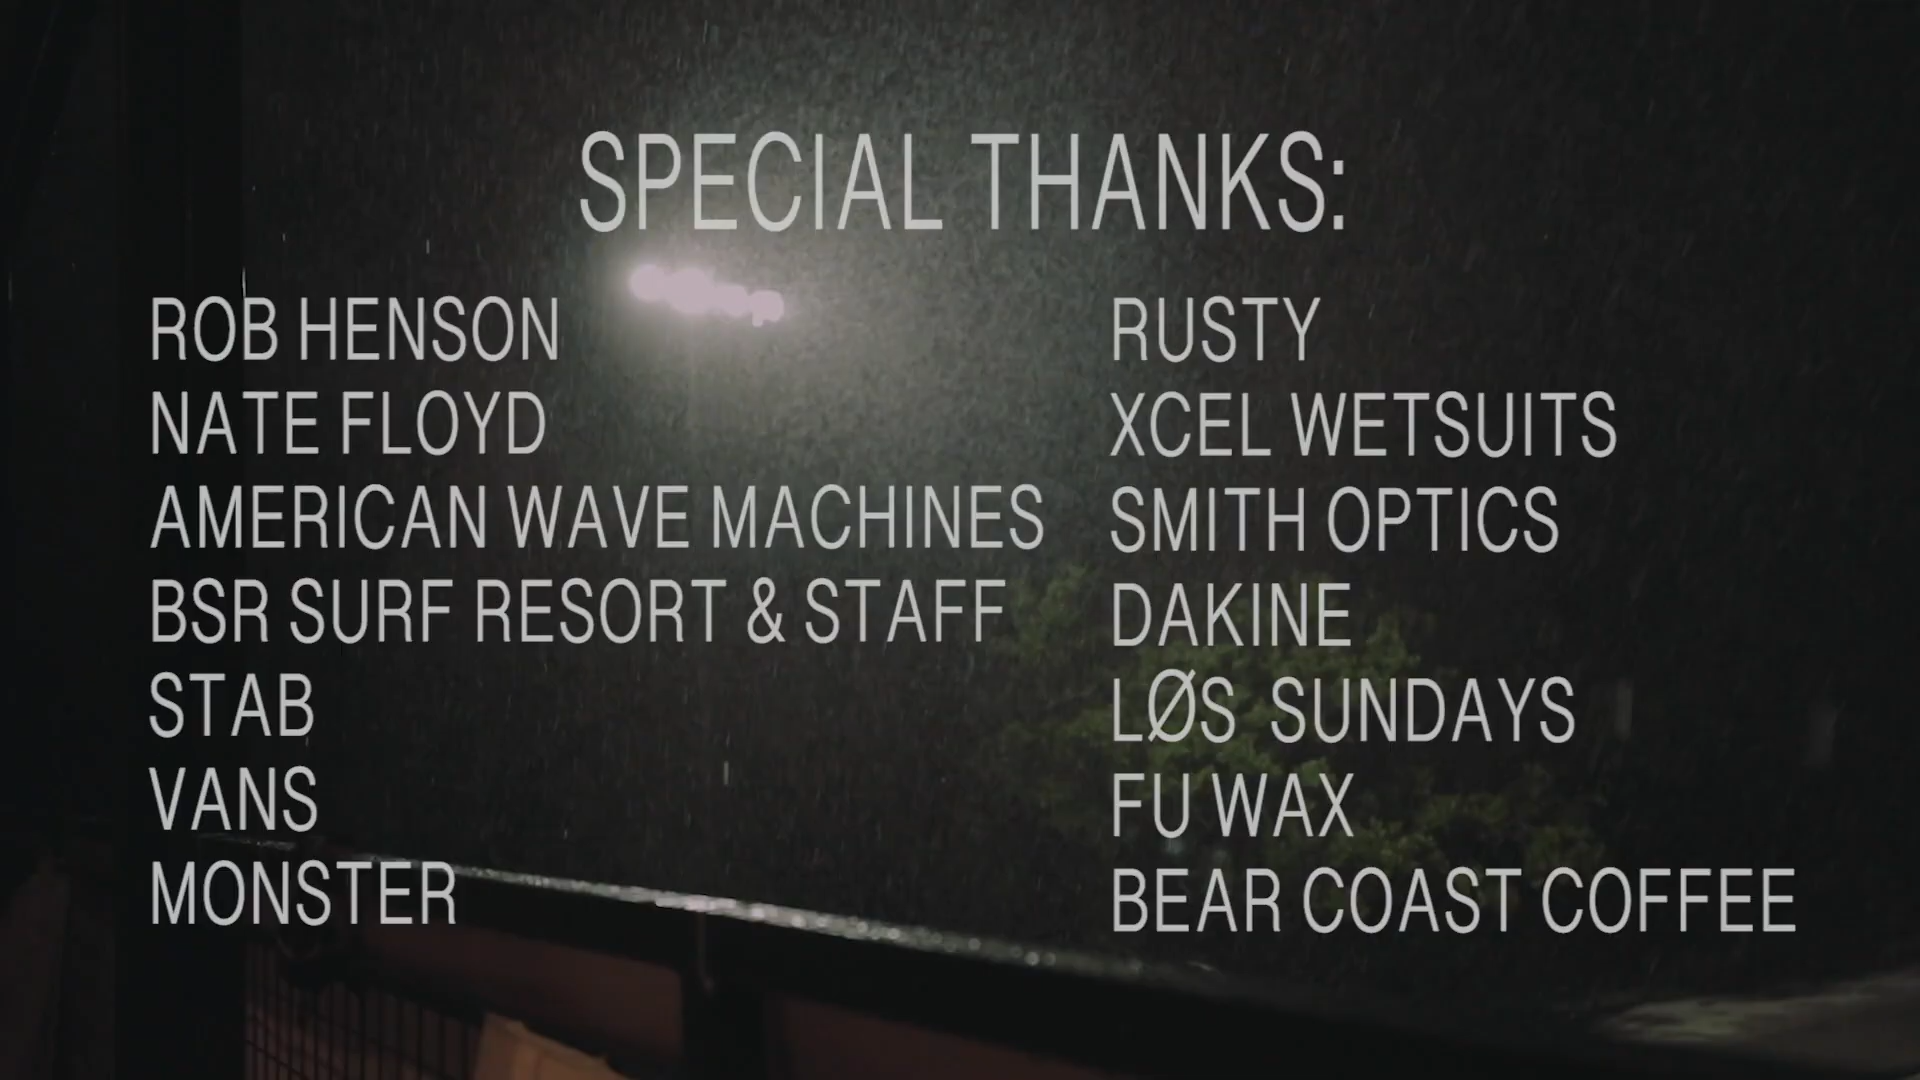 SPECIAL THANKS:
ROB HENSON
NATE FLOYD
AMERICAN WAVE MACHINES
BSR SURF RESORT & STAFF
STAB
VANS
MONSTER
RUSTY
XCEL WETSUITS
SMITH OPTICS
DAKINE
LØS SUNDAYS
FU WAX
BEAR COAST COFFEE